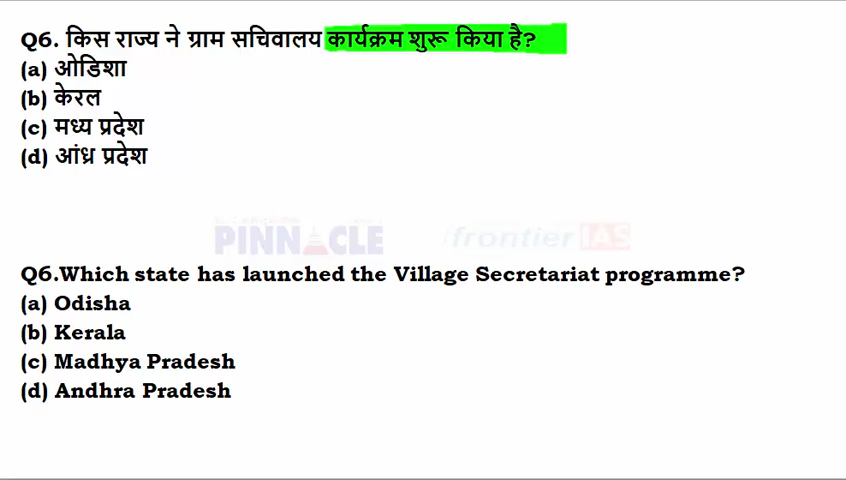 Q6. किस राज्य ने ग्राम सचिवालय कार्यक्रम शुरू किया है?
(a) ओडिशा
(b) केरल
(c) मध्य प्रदेश
(d) आंध्र प्रदेश
PINNACLE frontier IAS
Q6.Which state has launched the Village Secretariat programme?
(a) Odisha
(b) Kerala
(c) Madhya Pradesh
(d) Andhra Pradesh